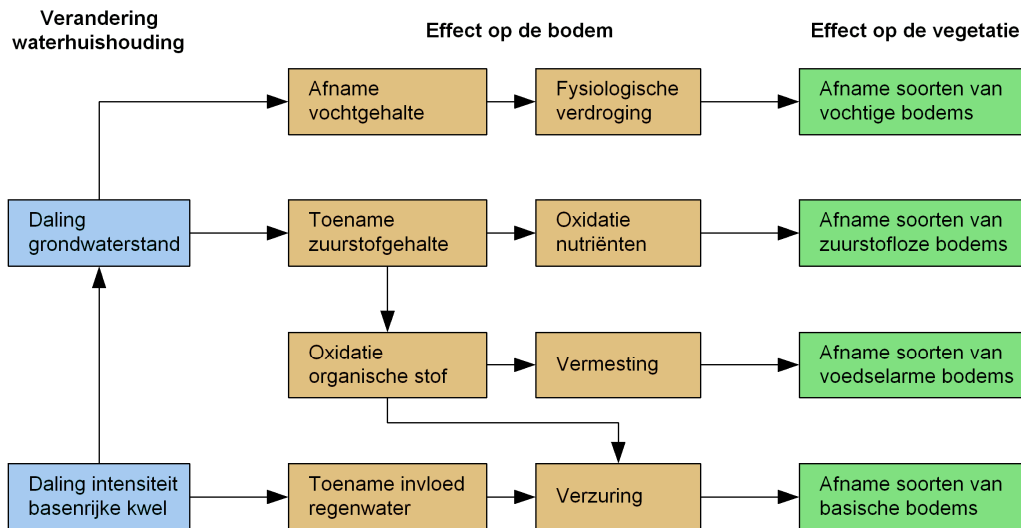 Verandering
waterhuishouding
Effect op de bodem
Effect op de vegetatie
Afname
vochtgehalte
Fysiologische
verdroging
Afname soorten van
vochtige bodems
Daling
grondwaterstand
Toename
zuurstofgehalte
Oxidatie
nutriënten
Afname soorten van
zuurstofloze bodems
Oxidatie
organische stof
Vermesting
Afname soorten van
voedselarme bodems
Daling intensiteit
basenrijke kwel
Toename invloed
regenwater
Verzuring
Afname soorten van
basische bodems